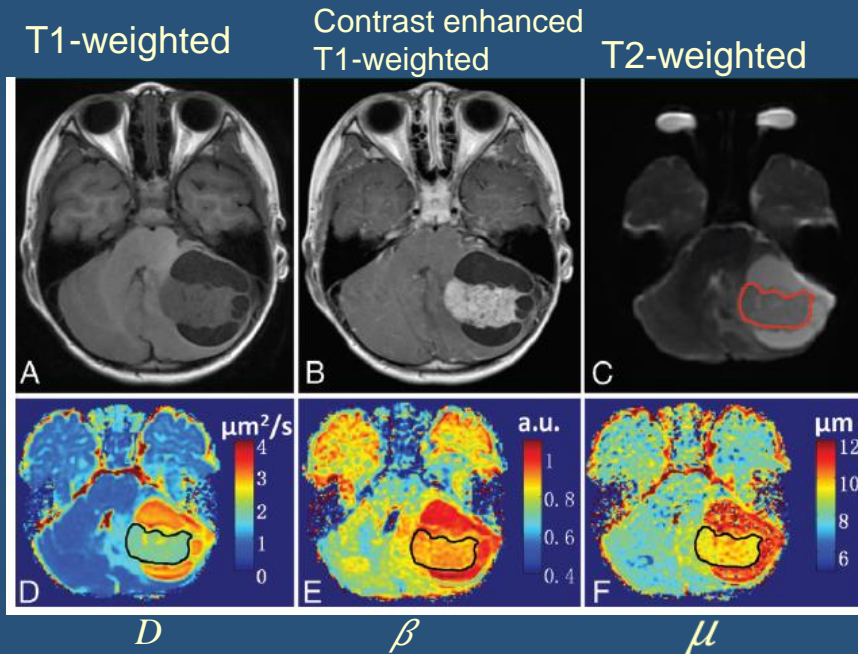 T1-weighted
Contrast enhanced
T1-weighted
T2-weighted
A
B
C
μm²/s
4
3
2
1
0
D
a.u.
1
0.8
0.6
0.4
E
μm
12
10
8
6
F
D
β
μ